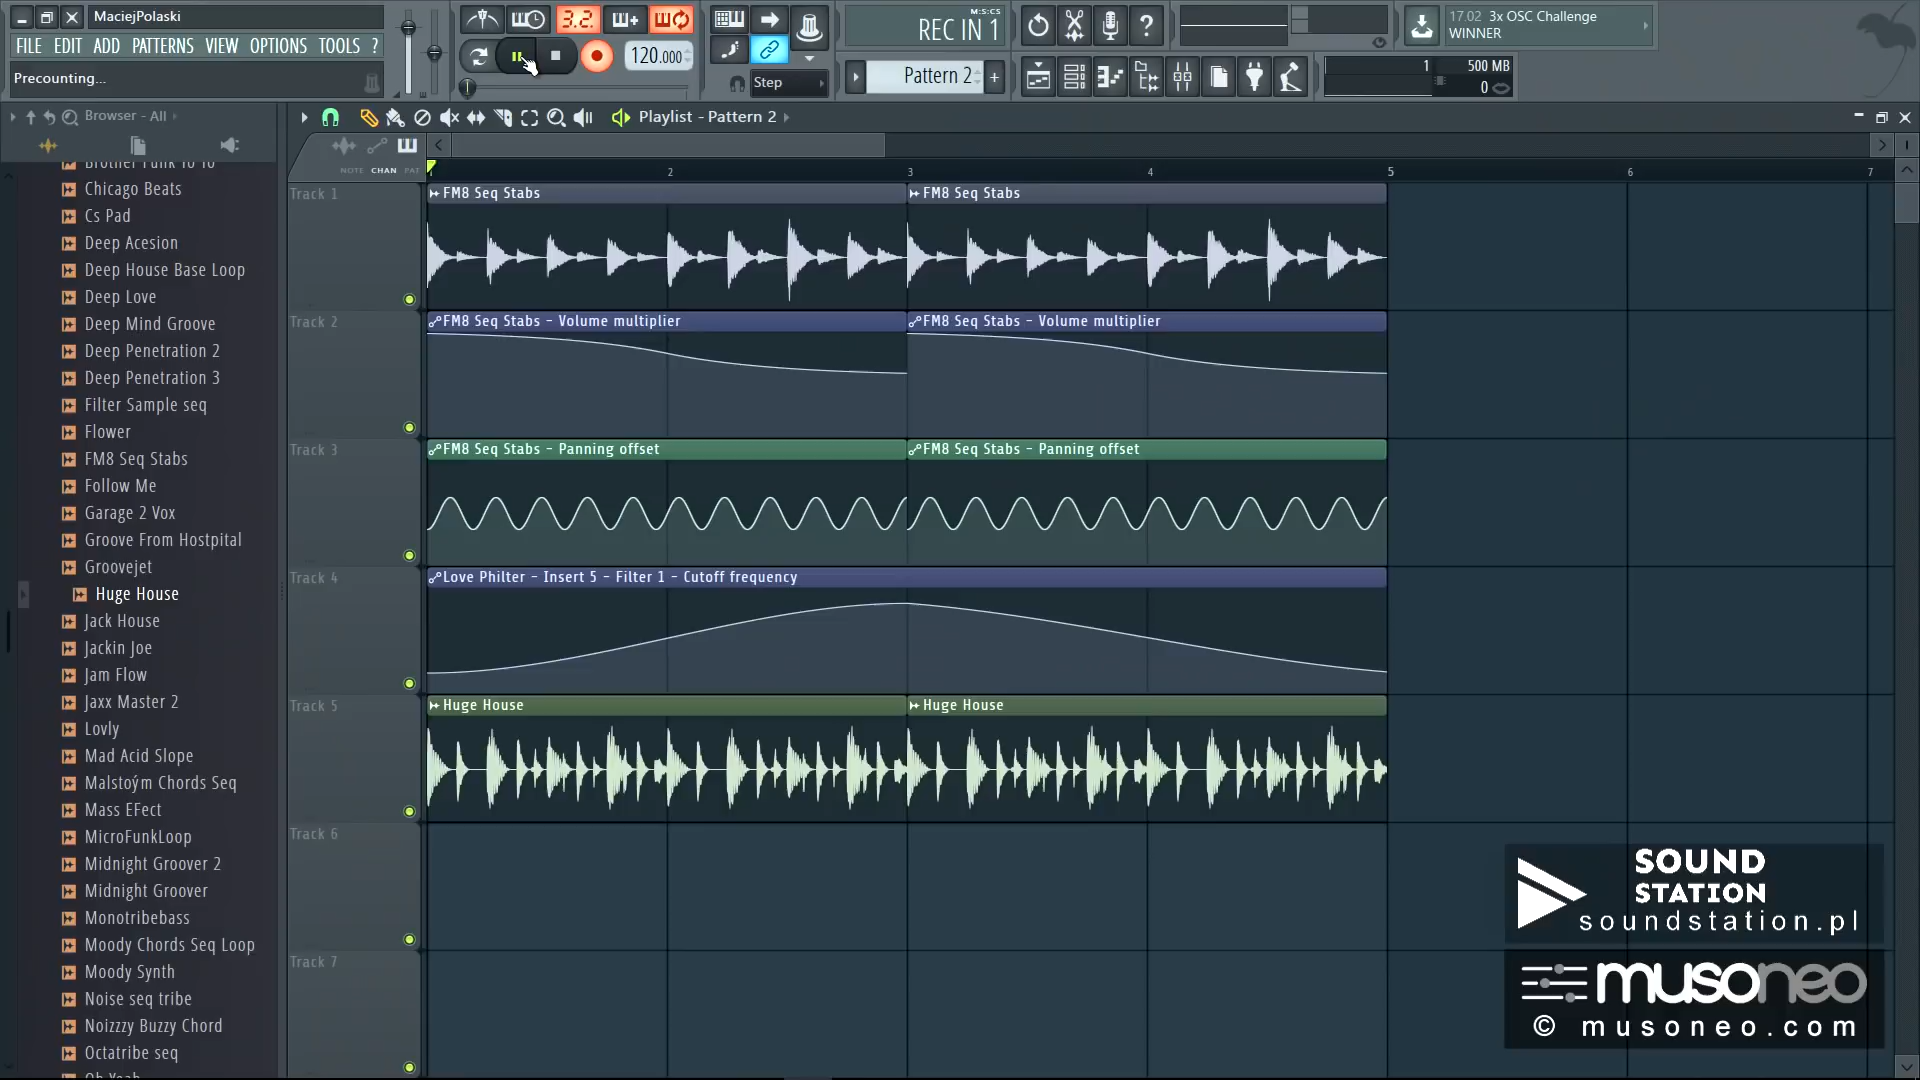 MaciejPolaski
FILE EDIT ADD PATTERNS VIEW OPTIONS TOOLS ?
Precounting...
3.2.
120.000
Step
M:S:CS
REC IN 1
Pattern 2
+
?
17.02 3x OSC Challenge
WINNER
1 500 MB
0
Browser - All
Playlist - Pattern 2
NOTE CHAN PAT
2 3 4 5 6 7
Chicago Beats
Cs Pad
Deep Acesion
Deep House Base Loop
Deep Love
Deep Mind Groove
Deep Penetration 2
Deep Penetration 3
Filter Sample seq
Flower
FM8 Seq Stabs
Follow Me
Garage 2 Vox
Groove From Hostpital
Groovejet
Huge House
Jack House
Jackin Joe
Jam Flow
Jaxx Master 2
Lovly
Mad Acid Slope
Malstoým Chords Seq
Mass EFfect
MicroFunkLoop
Midnight Groover 2
Midnight Groover
Monotribebass
Moody Chords Seq Loop
Moody Synth
Noise seq tribe
Noizzzy Buzzy Chord
Octatribe seq
Track 1
FM8 Seq Stabs
FM8 Seq Stabs
Track 2
FM8 Seq Stabs - Volume multiplier
FM8 Seq Stabs - Volume multiplier
Track 3
FM8 Seq Stabs - Panning offset
FM8 Seq Stabs - Panning offset
Track 4
Love Philter - Insert 5 - Filter 1 - Cutoff frequency
Track 5
Huge House
Huge House
Track 6
Track 7
SOUND
STATION
soundstation.pl
musoneo
© musoneo.com